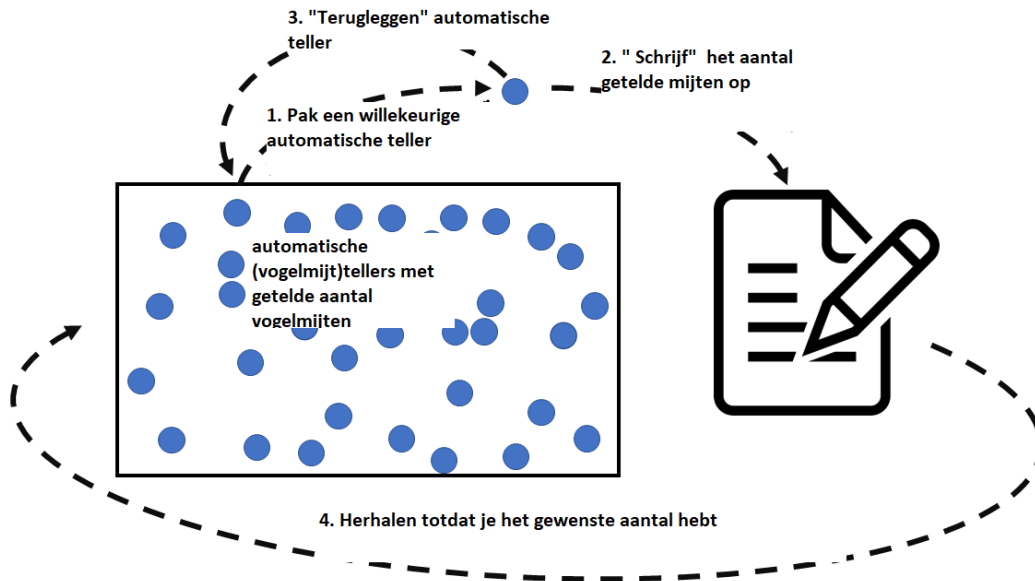 3. "Terugleggen" automatische
teller
2. " Schrijf"  het aantal
getelde mijten op
1. Pak een willekeurige
automatische teller
automatische
(vogelmijt)tellers met
getelde aantal
vogelmijten
4. Herhalen totdat je het gewenste aantal hebt